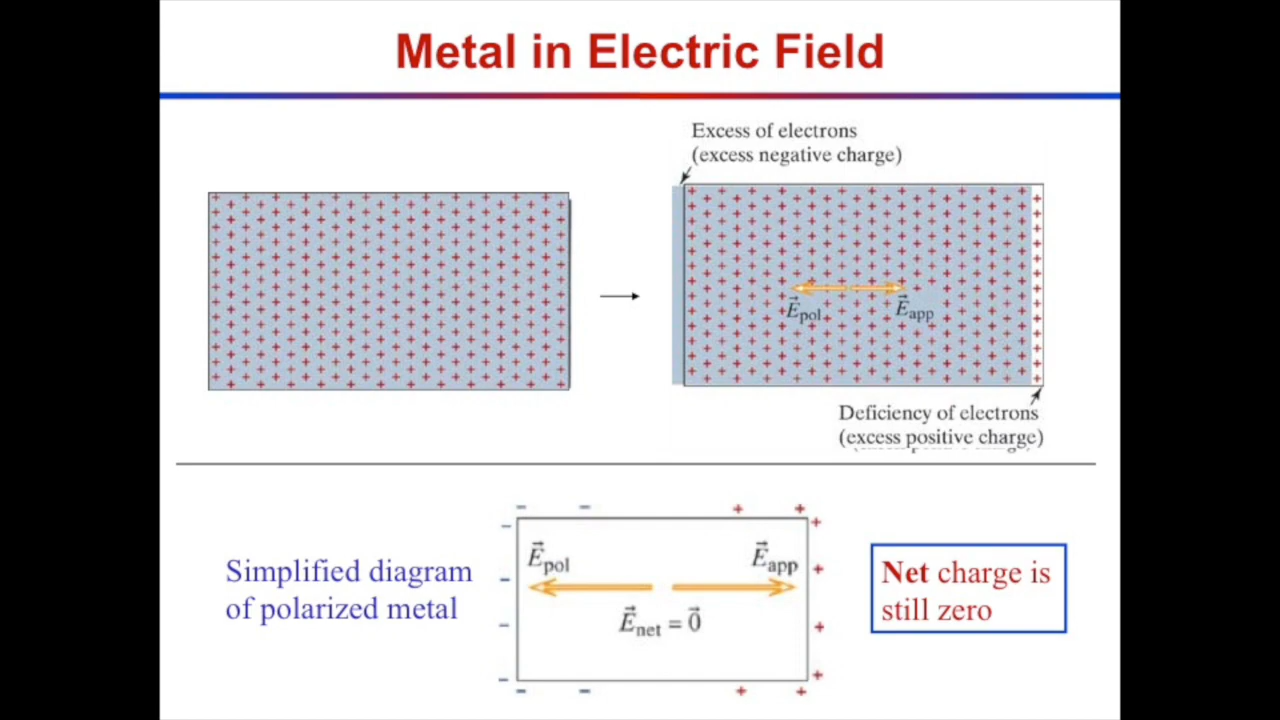 Metal in Electric Field
Excess of electrons
(excess negative charge)
E⃗pol
E⃗app
Deficiency of electrons
(excess positive charge)
Simplified diagram
of polarized metal
E⃗pol
E⃗app
E⃗net = 0⃗
Net charge is
still zero